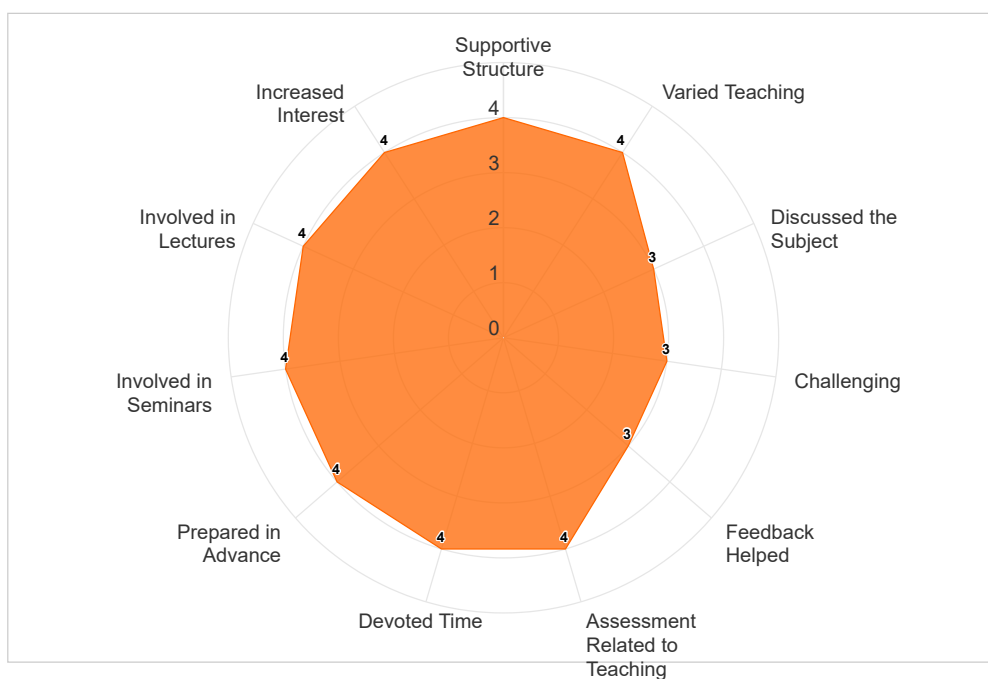 Supportive
Structure
Increased
Interest
Varied Teaching
4
4
4
3
Involved in
Lectures
Discussed the
Subject
4
2
3
1
0
4
3
Involved in
Seminars
Challenging
3
4
Prepared in
Advance
Feedback
Helped
4
4
Devoted Time
Assessment
Related to
Teaching